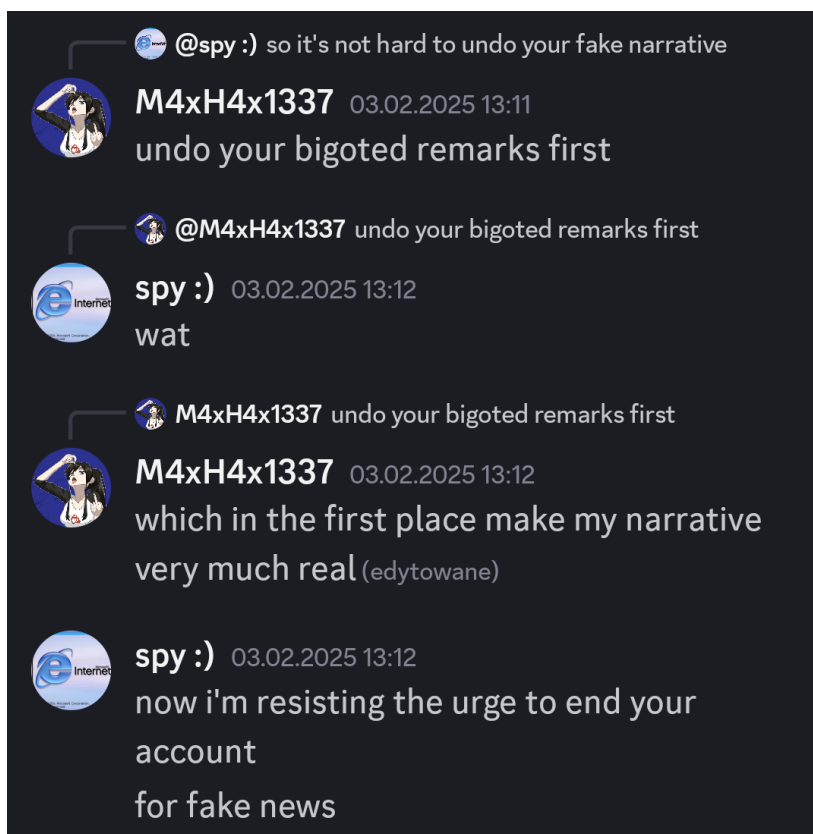 @spy :) so it's not hard to undo your fake narrative
M4xH4x1337 03.02.2025 13:11
undo your bigoted remarks first
@M4xH4x1337 undo your bigoted remarks first
Internet
spy :) 03.02.2025 13:12
wat
M4xH4x1337 undo your bigoted remarks first
M4xH4x1337 03.02.2025 13:12
which in the first place make my narrative
very much real (edytowane)
Internet
spy :) 03.02.2025 13:12
now i'm resisting the urge to end your
account
for fake news